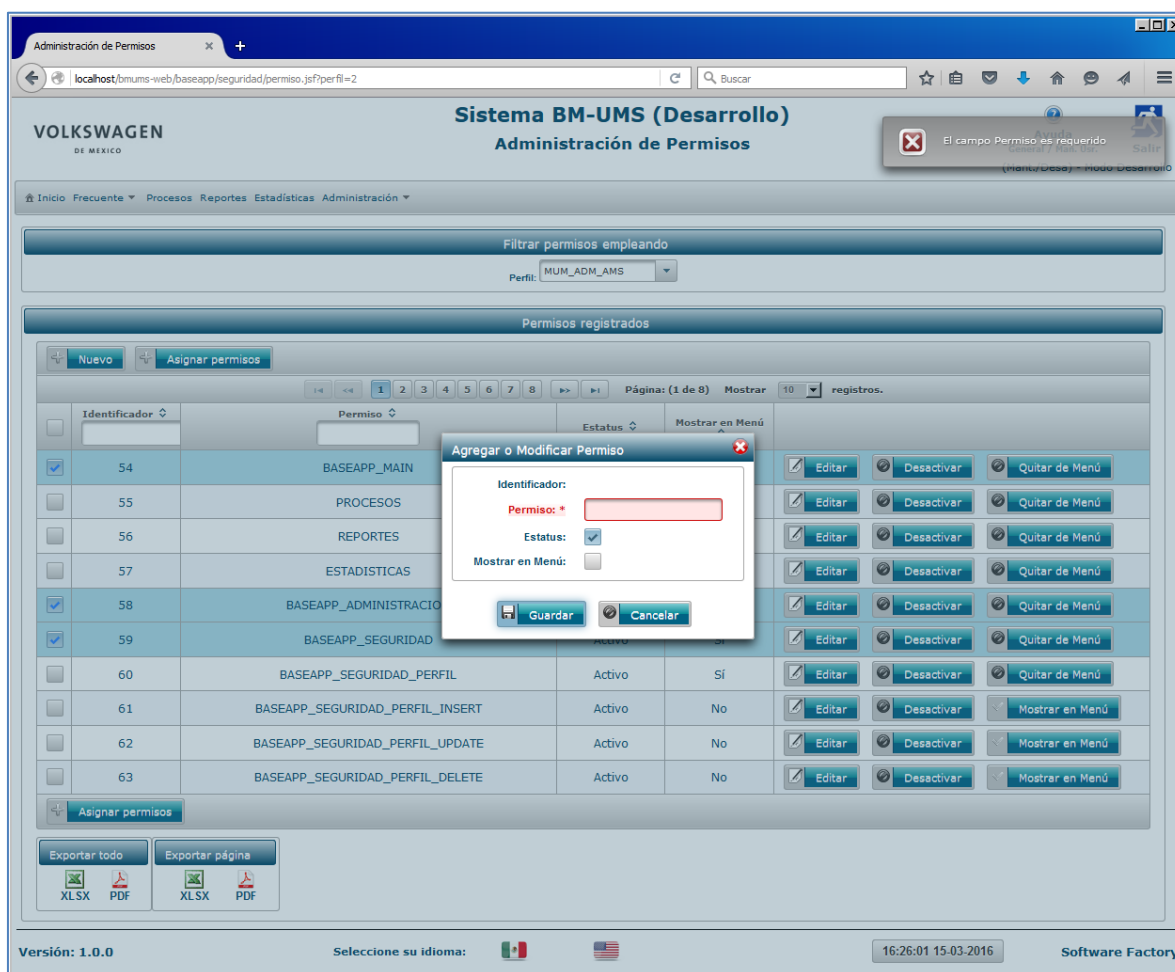 Administración de Permisos
localhost/bmums-web/baseapp/seguridad/permiso.jsf?perfil=2
Buscar
VOLKSWAGEN
DE MEXICO
Sistema BM-UMS (Desarrollo)
Administración de Permisos
El campo Permiso es requerido
Ayuda
Salir
(Mant./Desa) - Modo Desarrollo
Inicio Frecuente Procesos Reportes Estadísticas Administración
Filtrar permisos empleando
Perfil: MUM_ADM_AMS
Permisos registrados
Nuevo Asignar permisos
1 2 3 4 5 6 7 8 Página: (1 de 8) Mostrar 10 registros.
Identificador Permiso Estatus Mostrar en Menú
54 BASEAPP_MAIN Editar Desactivar Quitar de Menú
55 PROCESOS Editar Desactivar Quitar de Menú
56 REPORTES Editar Desactivar Quitar de Menú
57 ESTADISTICAS Editar Desactivar Quitar de Menú
58 BASEAPP_ADMINISTRACIO Editar Desactivar Quitar de Menú
59 BASEAPP_SEGURIDAD Activo Sí Editar Desactivar Quitar de Menú
60 BASEAPP_SEGURIDAD_PERFIL Activo Sí Editar Desactivar Quitar de Menú
61 BASEAPP_SEGURIDAD_PERFIL_INSERT Activo No Editar Desactivar Mostrar en Menú
62 BASEAPP_SEGURIDAD_PERFIL_UPDATE Activo No Editar Desactivar Mostrar en Menú
63 BASEAPP_SEGURIDAD_PERFIL_DELETE Activo No Editar Desactivar Mostrar en Menú
Agregar o Modificar Permiso
Identificador:
Permiso: *
Estatus:
Mostrar en Menú:
Guardar Cancelar
Asignar permisos
Exportar todo Exportar página
XLSX PDF XLSX PDF
Versión: 1.0.0 Seleccione su idioma: 16:26:01 15-03-2016 Software Factory